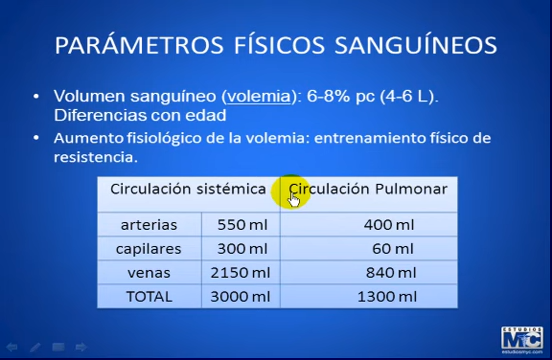 PARÁMETROS FÍSICOS SANGUÍNEOS
• Volumen sanguíneo (volemia): 6-8% pc (4-6 L).
Diferencias con edad
• Aumento fisiológico de la volemia: entrenamiento físico de
resistencia.
Circulación sistémica Circulación Pulmonar
arterias 550 ml 400 ml
capilares 300 ml 60 ml
venas 2150 ml 840 ml
TOTAL 3000 ml 1300 ml
ESTUDIOS
MyC
estudiosmyc.com